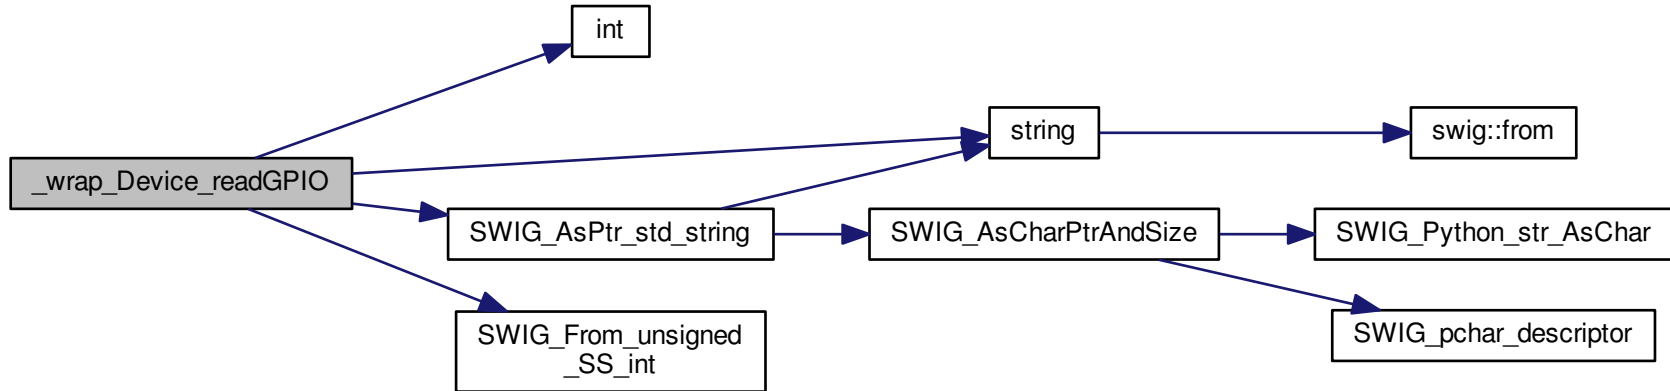 int
string
swig::from
_wrap_Device_readGPIO
SWIG_AsPtr_std_string
SWIG_AsCharPtrAndSize
SWIG_Python_str_AsChar
SWIG_From_unsigned
_SS_int
SWIG_pchar_descriptor